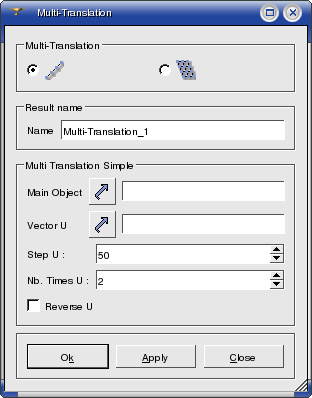 Multi-Translation
Multi-Translation
Result name
Name Multi-Translation_1
Multi Translation Simple
Main Object
Vector U
Step U : 50
Nb. Times U : 2
Reverse U
Ok Apply Close